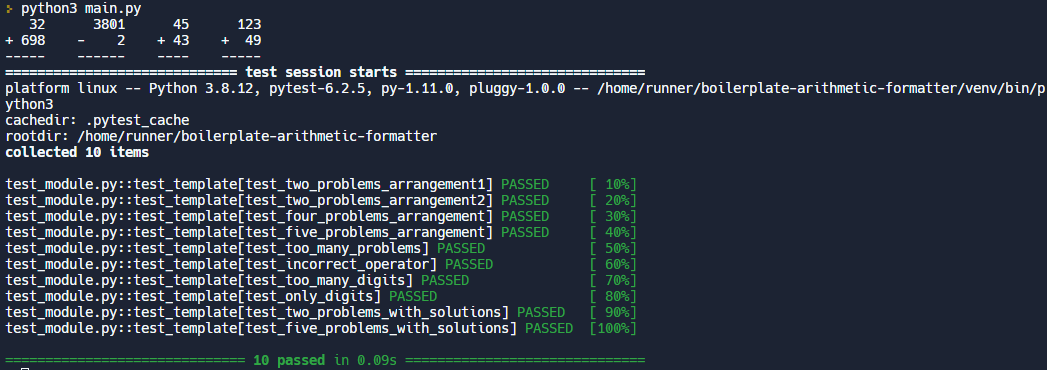 > python3 main.py
   32      3801      45      123
+ 698    -    2    + 43    +  49
-----    ------    ----    -----
============================= test session starts ==============================
platform linux -- Python 3.8.12, pytest-6.2.5, py-1.11.0, pluggy-1.0.0 -- /home/runner/boilerplate-arithmetic-formatter/venv/bin/p
ython3
cachedir: .pytest_cache
rootdir: /home/runner/boilerplate-arithmetic-formatter
collected 10 items

test_module.py::test_template[test_two_problems_arrangement1] PASSED     [ 10%]
test_module.py::test_template[test_two_problems_arrangement2] PASSED     [ 20%]
test_module.py::test_template[test_four_problems_arrangement] PASSED     [ 30%]
test_module.py::test_template[test_five_problems_arrangement] PASSED     [ 40%]
test_module.py::test_template[test_too_many_problems] PASSED             [ 50%]
test_module.py::test_template[test_incorrect_operator] PASSED            [ 60%]
test_module.py::test_template[test_too_many_digits] PASSED               [ 70%]
test_module.py::test_template[test_only_digits] PASSED                   [ 80%]
test_module.py::test_template[test_two_problems_with_solutions] PASSED   [ 90%]
test_module.py::test_template[test_five_problems_with_solutions] PASSED  [100%]

============================== 10 passed in 0.09s ==============================